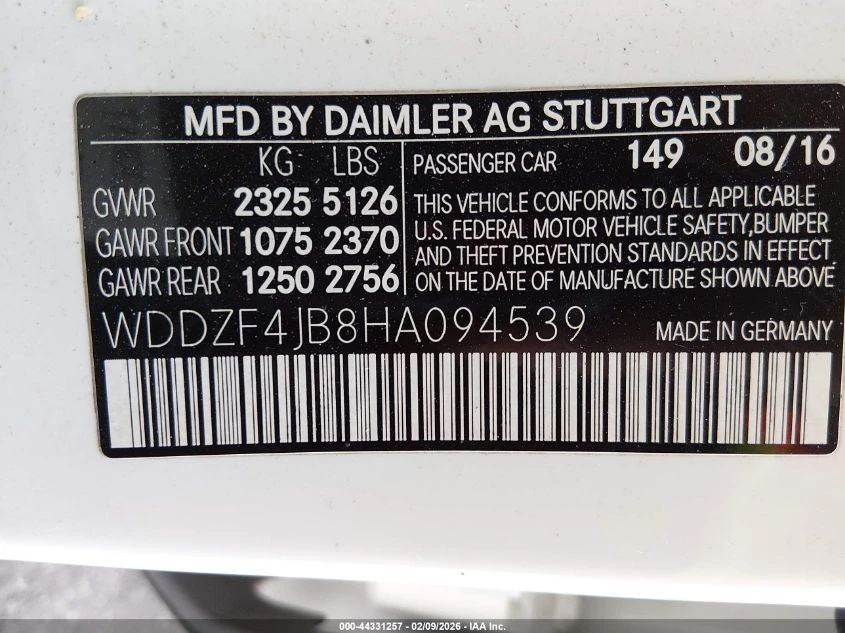 MFD BY DAIMLER AG STUTTGART
KG LBS
GVWR 2325 5126
GAWR FRONT 1075 2370
GAWR REAR 1250 2756
PASSENGER CAR 149 08/16
THIS VEHICLE CONFORMS TO ALL APPLICABLE
U.S. FEDERAL MOTOR VEHICLE SAFETY,BUMPER
AND THEFT PREVENTION STANDARDS IN EFFECT
ON THE DATE OF MANUFACTURE SHOWN ABOVE
WDDZF4JB8HA094539 MADE IN GERMANY
000-44331257 - 02/09/2026 - IAA Inc.